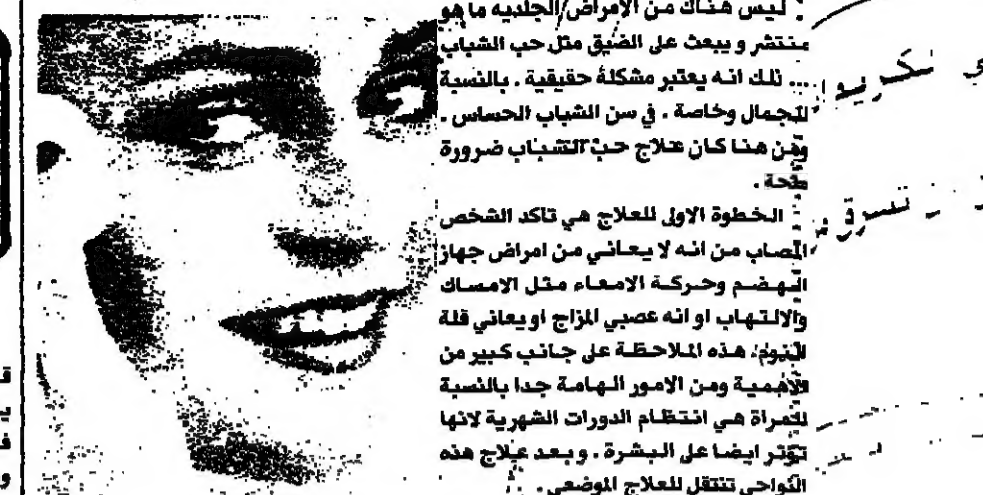 ليس هناك من الامراض الجلديه ما هو
منتشر و يبعث على الضيق مثل حب الشباب
... ذلك انه يعتبر مشكلة حقيقية . بالنسبة
للجمال وخاصة . في سن الشباب الحساس .
ومن هنا كان علاج حب الشباب ضرورة
ملحة .
الخطوة الاولى للعلاج هي تاكد الشخص
المصاب من انه لا يعاني من امراض جهاز
الهضم وحركة الامعاء مثل الامساك
والالتهاب او انه عصبي المزاج او يعاني قلة
النوم، هذه الملاحظة على جانب كبير من
الاهمية ومن الامور الهامة جدا بالنسبة
للمراة هي انتظام الدورات الشهرية لانها
تؤثر ايضا على البشرة . و بعد علاج هذه
النواحي تنتقل للعلاج الموضعي .